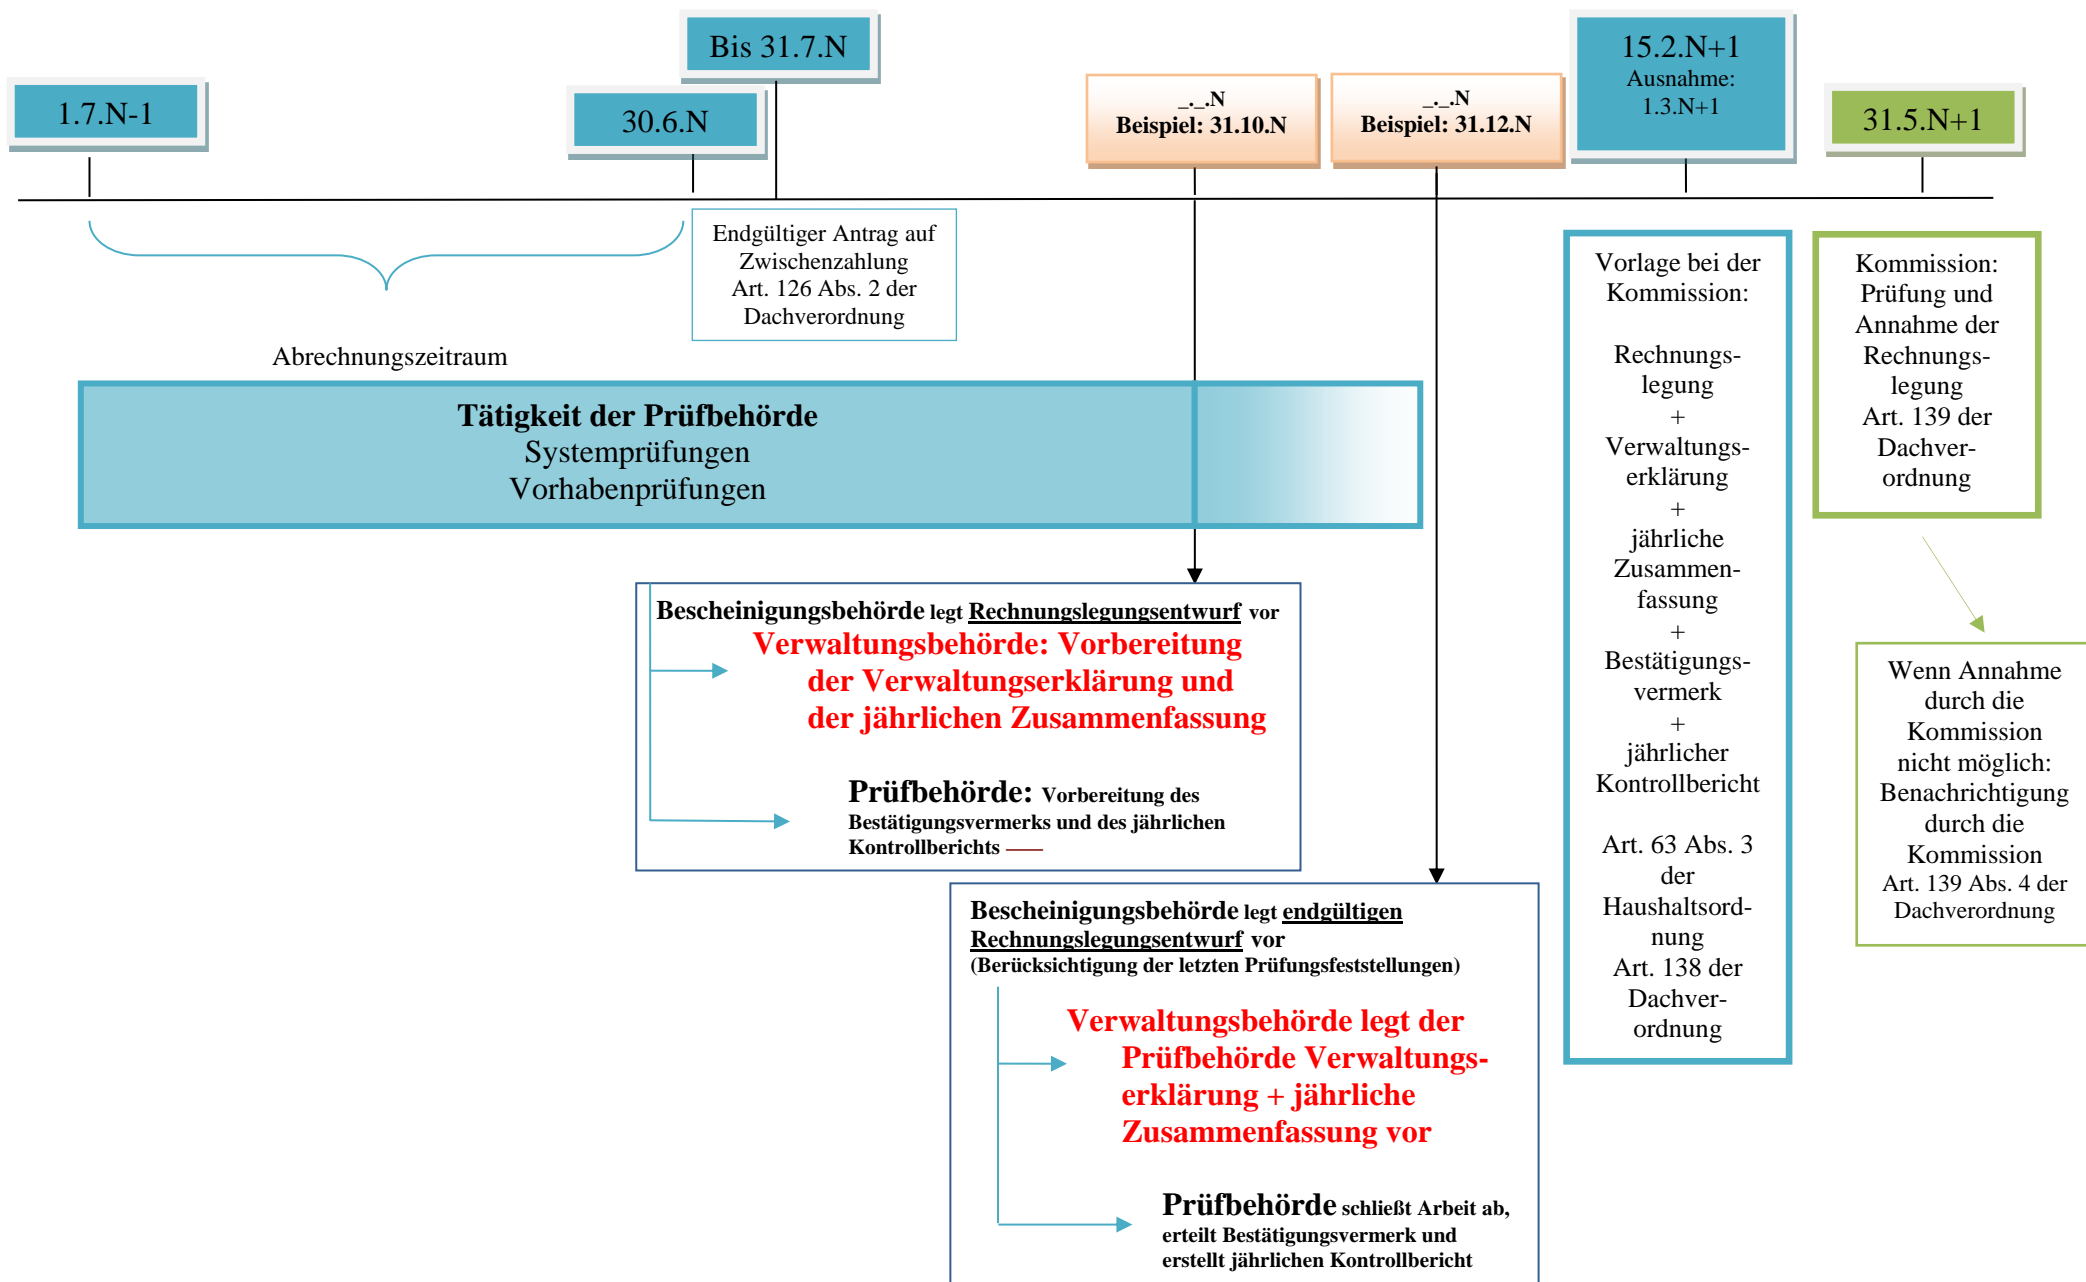 1.7.N-1
30.6.N
Bis 31.7.N
_._.N
Beispiel: 31.10.N
_._.N
Beispiel: 31.12.N
15.2.N+1
Ausnahme:
1.3.N+1
31.5.N+1
Endgültiger Antrag auf
Zwischenzahlung
Art. 126 Abs. 2 der
Dachverordnung
Abrechnungszeitraum
Tätigkeit der Prüfbehörde
Systemprüfungen
Vorhabenprüfungen
Bescheinigungsbehörde legt Rechnungslegungsentwurf vor
Verwaltungsbehörde: Vorbereitung
der Verwaltungserklärung und
der jährlichen Zusammenfassung
Prüfbehörde: Vorbereitung des
Bestätigungsvermerks und des jährlichen
Kontrollberichts
Bescheinigungsbehörde legt endgültigen
Rechnungslegungsentwurf vor
(Berücksichtigung der letzten Prüfungsfeststellungen)
Verwaltungsbehörde legt der
Prüfbehörde Verwaltungs-
erklärung + jährliche
Zusammenfassung vor
Prüfbehörde schließt Arbeit ab,
erteilt Bestätigungsvermerk und
erstellt jährlichen Kontrollbericht
Vorlage bei der
Kommission:
Rechnungs-
legung
+
Verwaltungs-
erklärung
+
jährliche
Zusammen-
fassung
+
Bestätigungs-
vermerk
+
jährlicher
Kontrollbericht
Art. 63 Abs. 3
der
Haushaltsord-
nung
Art. 138 der
Dachver-
ordnung
Kommission:
Prüfung und
Annahme der
Rechnungs-
legung
Art. 139 der
Dachver-
ordnung
Wenn Annahme
durch die
Kommission
nicht möglich:
Benachrichtigung
durch die
Kommission
Art. 139 Abs. 4 der
Dachverordnung